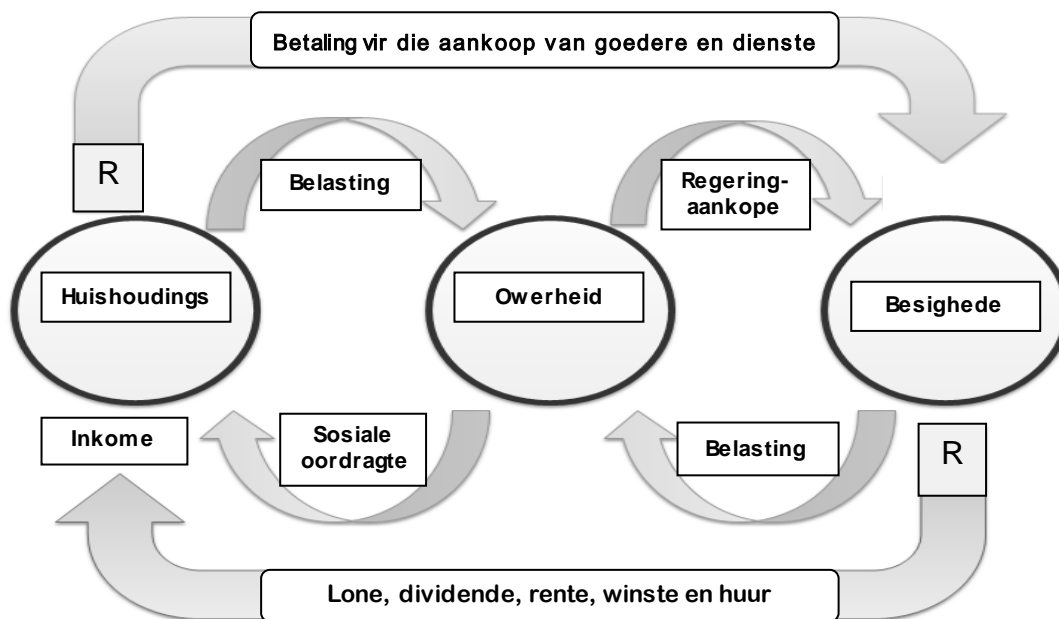 Betaling vir die aankoop van goedere en dienste
R
Belasting
Regering-
aankope
Huishoudings
Owerheid
Besighede
Inkome
Sosiale
oordragte
Belasting
R
Lone, dividende, rente, winste en huur